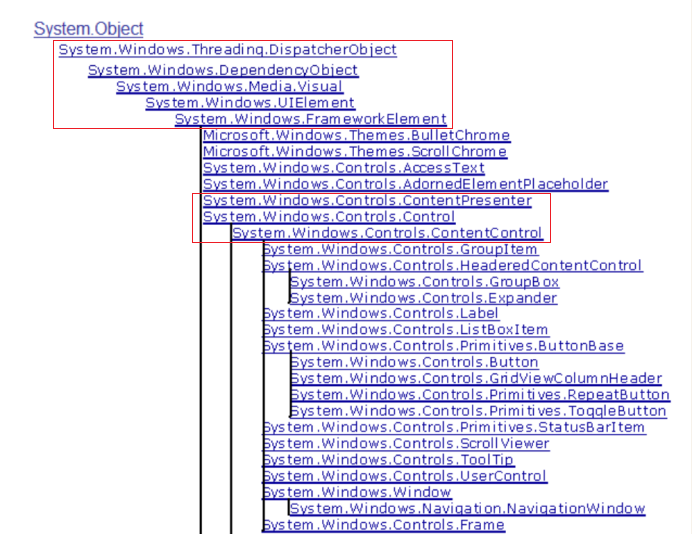 System.Object
System.Windows.Threading.DispatcherObject
System.Windows.DependencyObject
System.Windows.Media.Visual
System.Windows.UIElement
System.Windows.FrameworkElement
Microsoft.Windows.Themes.BulletChrome
Microsoft.Windows.Themes.ScrollChrome
System.Windows.Controls.AccessText
System.Windows.Controls.AdornedElementPlaceholder
System.Windows.Controls.ContentPresenter
System.Windows.Controls.Control
System.Windows.Controls.ContentControl
System.Windows.Controls.GroupItem
System.Windows.Controls.HeaderedContentControl
System.Windows.Controls.GroupBox
System.Windows.Controls.Expander
System.Windows.Controls.Label
System.Windows.Controls.ListBoxItem
System.Windows.Controls.Primitives.ButtonBase
System.Windows.Controls.Button
System.Windows.Controls.GridViewColumnHeader
System.Windows.Controls.Primitives.RepeatButton
System.Windows.Controls.Primitives.ToggleButton
System.Windows.Controls.Primitives.StatusBarItem
System.Windows.Controls.ScrollViewer
System.Windows.Controls.ToolTip
System.Windows.Controls.UserControl
System.Windows.Window
System.Windows.Navigation.NavigationWindow
System.Windows.Controls.Frame